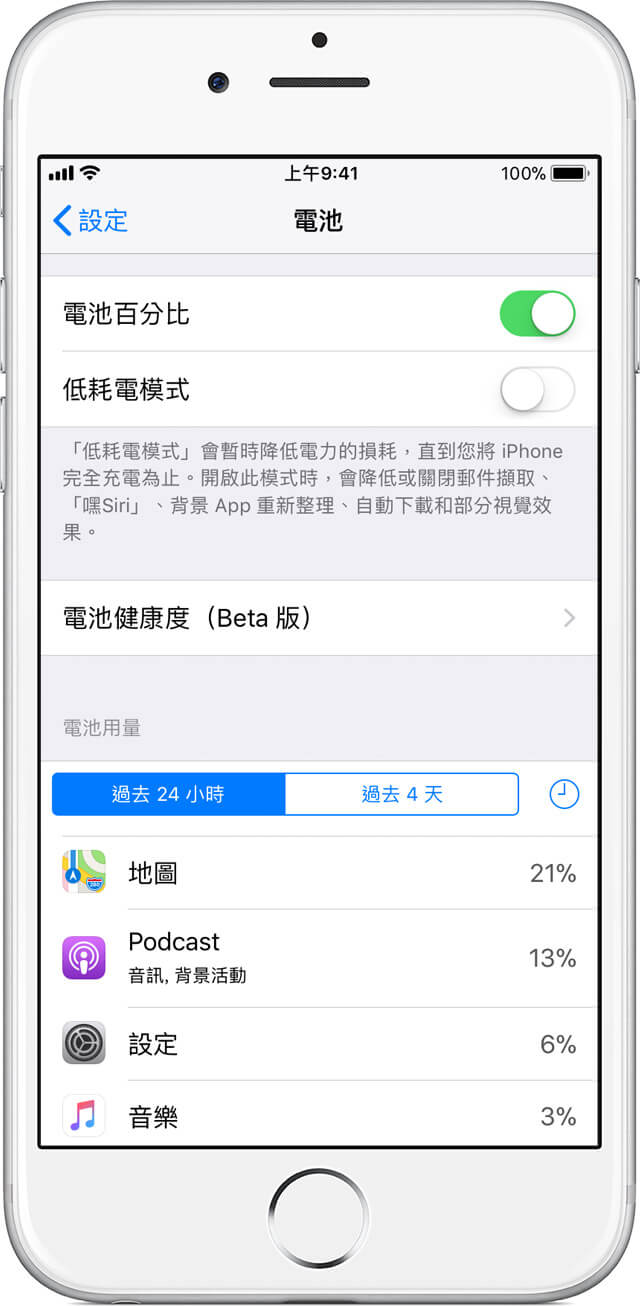 上午9:41
100%
設定
電池
電池百分比
低耗電模式
「低耗電模式」會暫時降低電力的損耗，直到您將 iPhone
完全充電為止。開啟此模式時，會降低或關閉郵件擷取、
「嘿Siri」、背景 App 重新整理、自動下載和部分視覺效
果。
電池健康度（Beta 版）
電池用量
過去 24 小時
過去 4 天
地圖
21%
Podcast
13%
音訊, 背景活動
設定
6%
音樂
3%